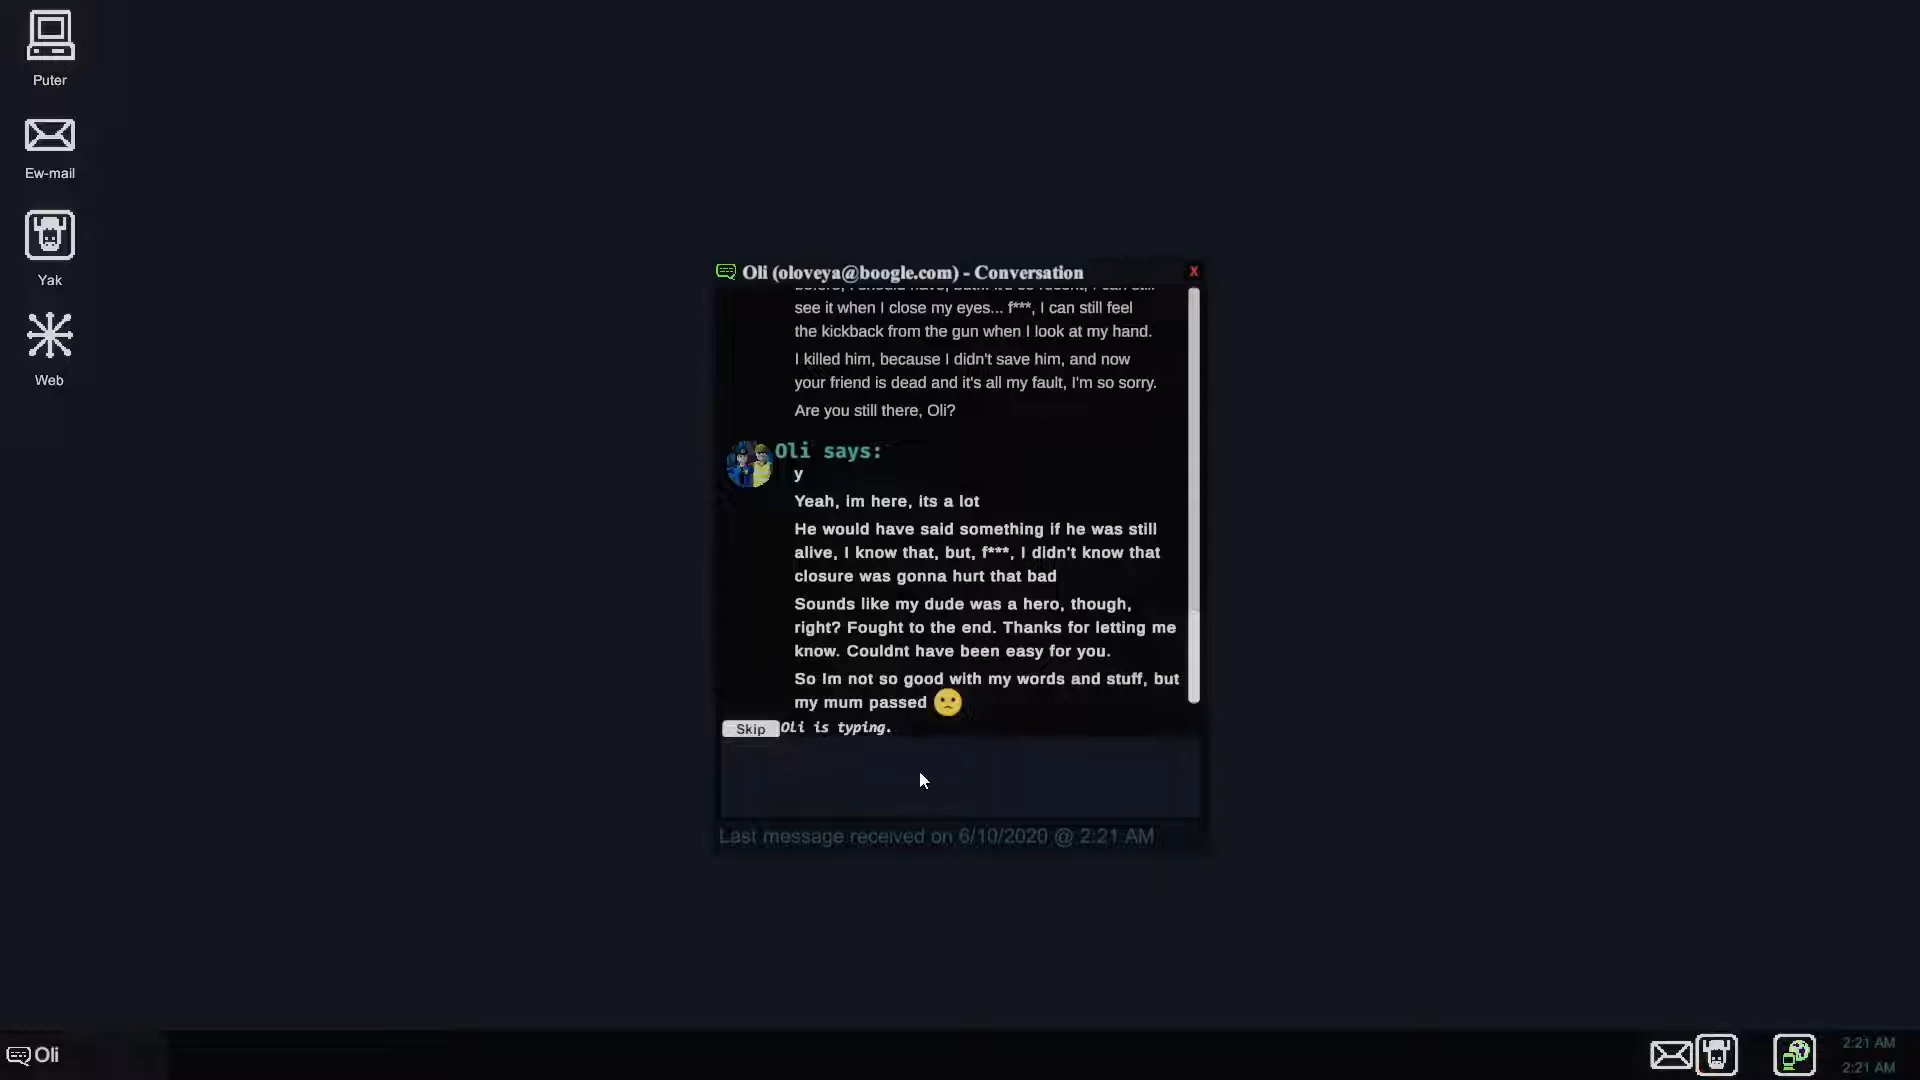 Puter
Ew-mail
Yak
Web
Oli (oloveya@boogle.com) - Conversation
X
see it when I close my eyes... f***, I can still feel
the kickback from the gun when I look at my hand.
I killed him, because I didn't save him, and now
your friend is dead and it's all my fault, I'm so sorry.
Are you still there, Oli?
Oli says:
y
Yeah, im here, its a lot
He would have said something if he was still
alive, I know that, but, f***, I didn't know that
closure was gonna hurt that bad
Sounds like my dude was a hero, though,
right? Fought to the end. Thanks for letting me
know. Couldnt have been easy for you.
So Im not so good with my words and stuff, but
my mum passed 🙁
Skip
Oli is typing.
Last message received on 6/10/2020 @ 2:21 AM
Oli
2:21 AM
2:21 AM